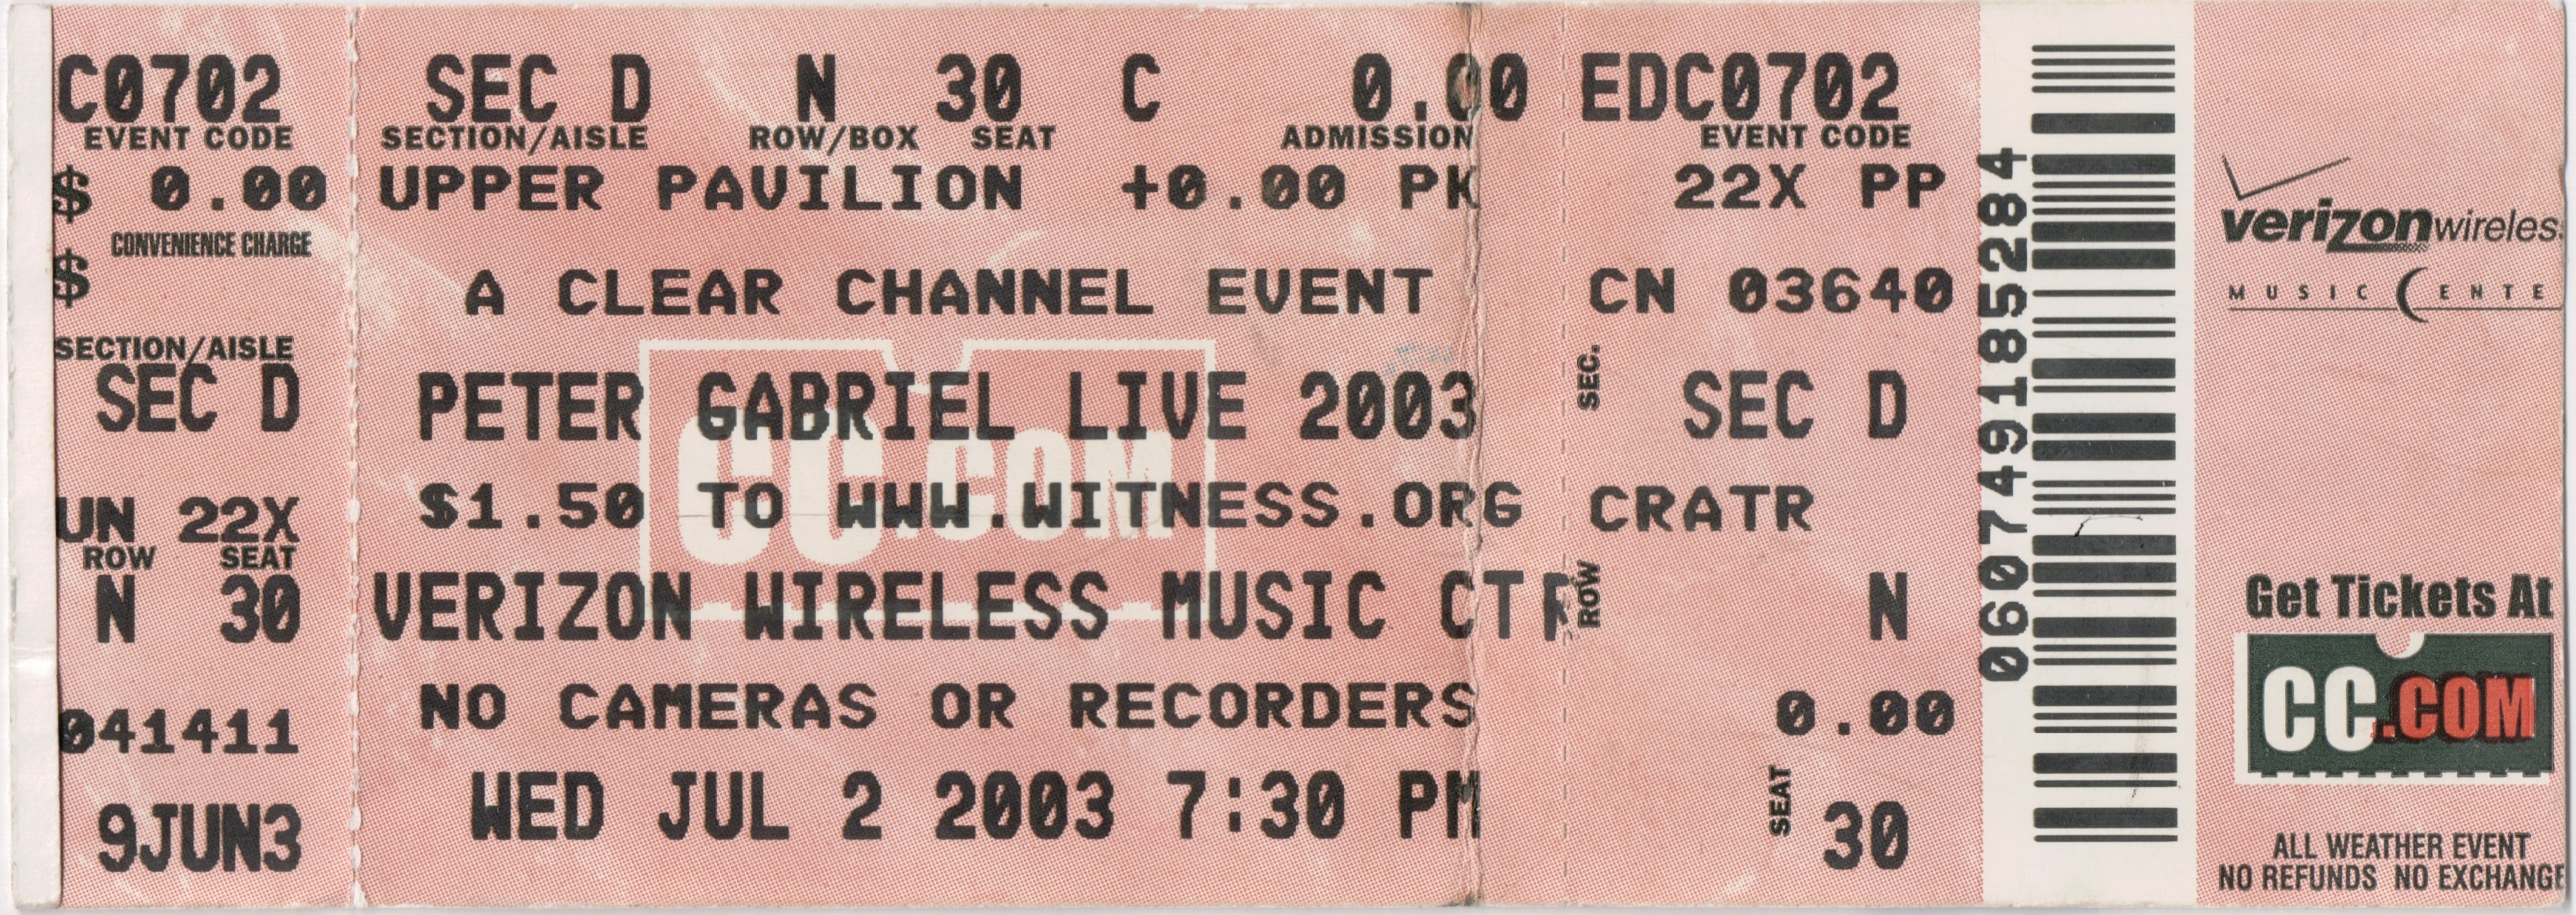 C0702
EVENT CODE
$ 0.00
CONVENIENCE CHARGE
$
SECTION/AISLE
SEC D
UN 22X
ROW SEAT
N 30
041411
9JUN3
SEC D N 30 C 0.00
SECTION/AISLE ROW/BOX SEAT ADMISSION
UPPER PAVILION +0.00 PK
A CLEAR CHANNEL EVENT
PETER GABRIEL LIVE 2003
CC.COM
$1.50 TO WWW.WITNESS.ORG
VERIZON WIRELESS MUSIC CTR
NO CAMERAS OR RECORDERS
WED JUL 2 2003 7:30 PM
EDC0702
EVENT CODE
22X PP
CN 03640
SEC.
SEC D
CRATR
ROW
N
0.00
SEAT
30
060749185284
verizonwireles
MUSIC CENTE
Get Tickets At
CC.COM
ALL WEATHER EVENT
NO REFUNDS NO EXCHANGE